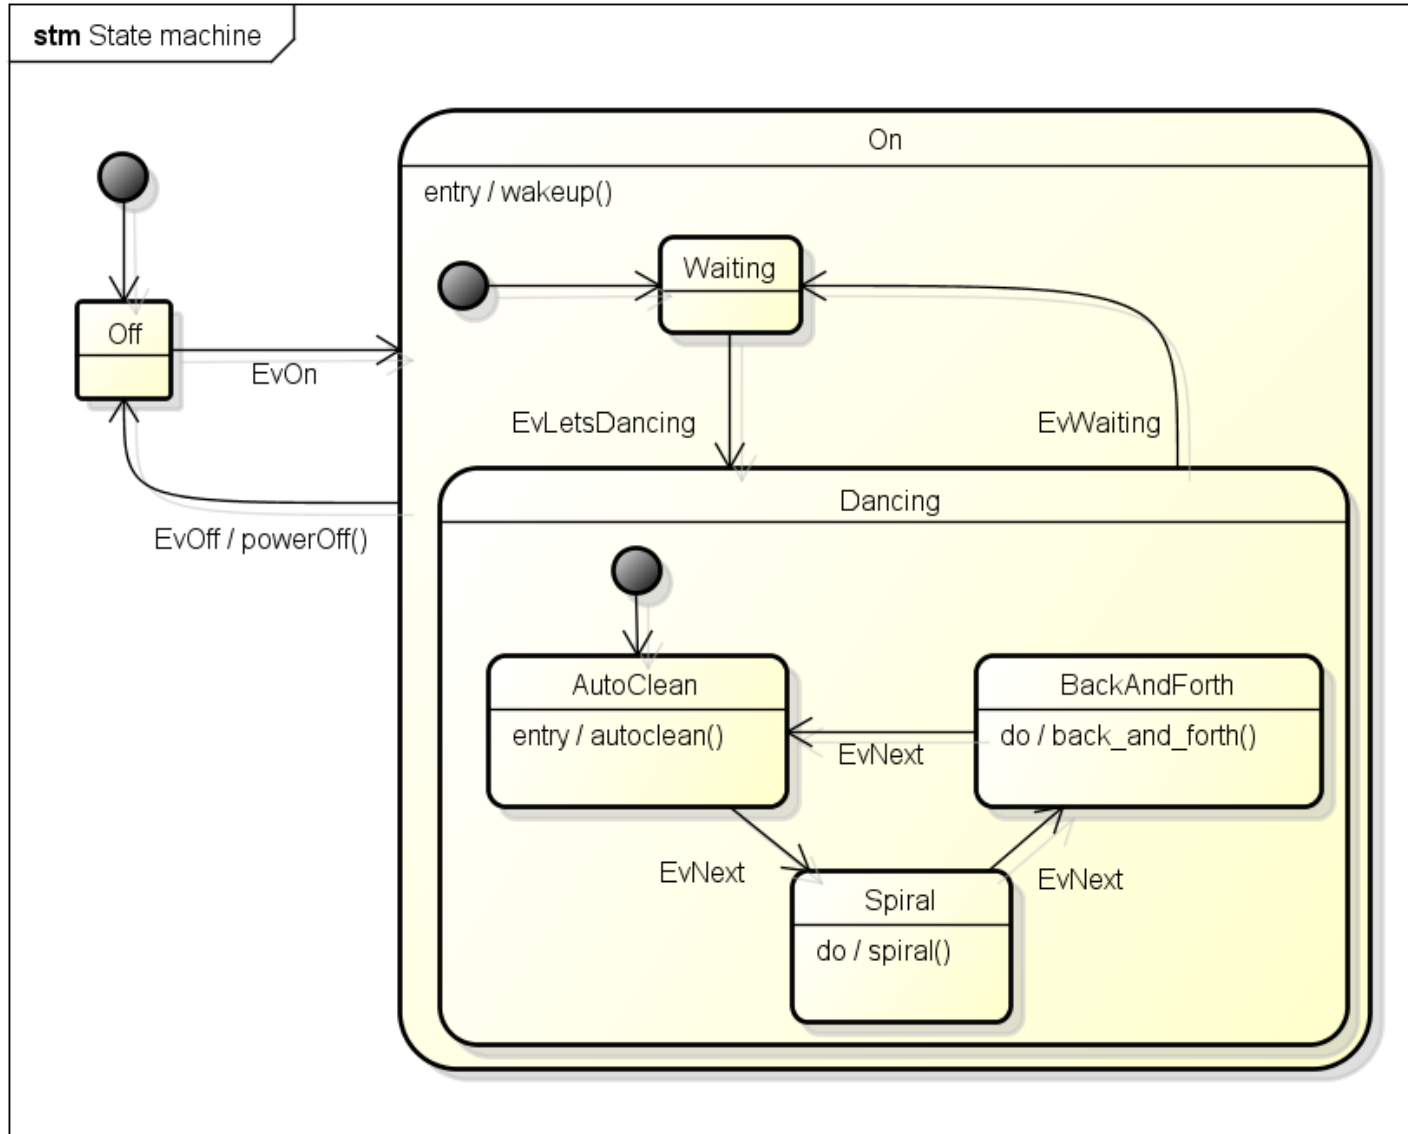 stm State machine
On
entry / wakeup()
Waiting
Off
EvOn
EvLetsDancing
EvWaiting
Dancing
EvOff / powerOff()
AutoClean
entry / autoclean()
BackAndForth
do / back_and_forth()
EvNext
EvNext
EvNext
Spiral
do / spiral()